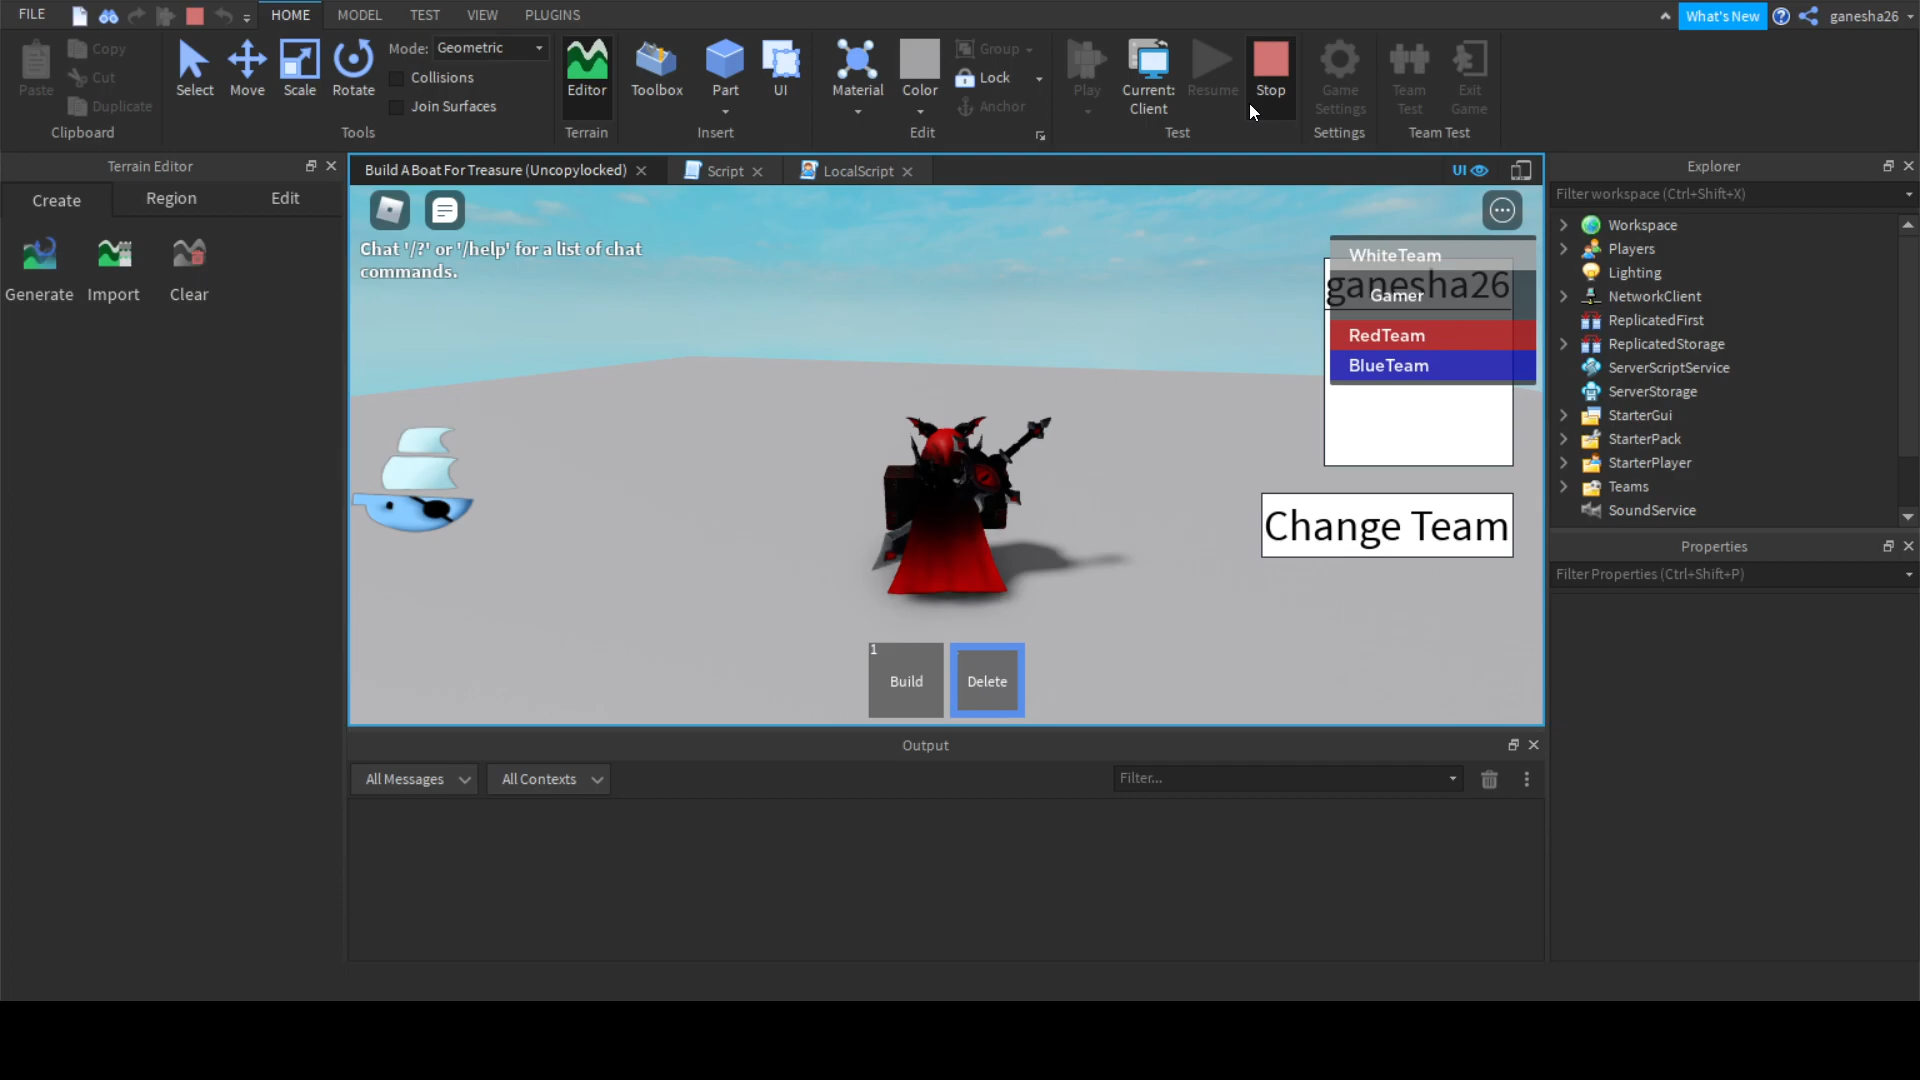 FILE
HOME
MODEL
TEST
VIEW
PLUGINS
What's New
ganesha26
Paste
Copy
Cut
Duplicate
Clipboard
Select
Move
Scale
Rotate
Mode:
Geometric
Collisions
Join Surfaces
Tools
Editor
Terrain
Toolbox
Part
UI
Insert
Material
Color
Group
Lock
Anchor
Edit
Play
Current:
Client
Resume
Stop
Test
Game
Settings
Settings
Team
Test
Exit
Game
Team Test
Terrain Editor
Create
Region
Edit
Generate
Import
Clear
Build A Boat For Treasure (Uncopylocked)
Script
LocalScript
UI
Chat '/?' or '/help' for a list of chat
commands.
WhiteTeam
ganesha26
Gamer
RedTeam
BlueTeam
Change Team
1
Build
Delete
Output
All Messages
All Contexts
Filter...
Explorer
Filter workspace (Ctrl+Shift+X)
Workspace
Players
Lighting
NetworkClient
ReplicatedFirst
ReplicatedStorage
ServerScriptService
ServerStorage
StarterGui
StarterPack
StarterPlayer
Teams
SoundService
Properties
Filter Properties (Ctrl+Shift+P)